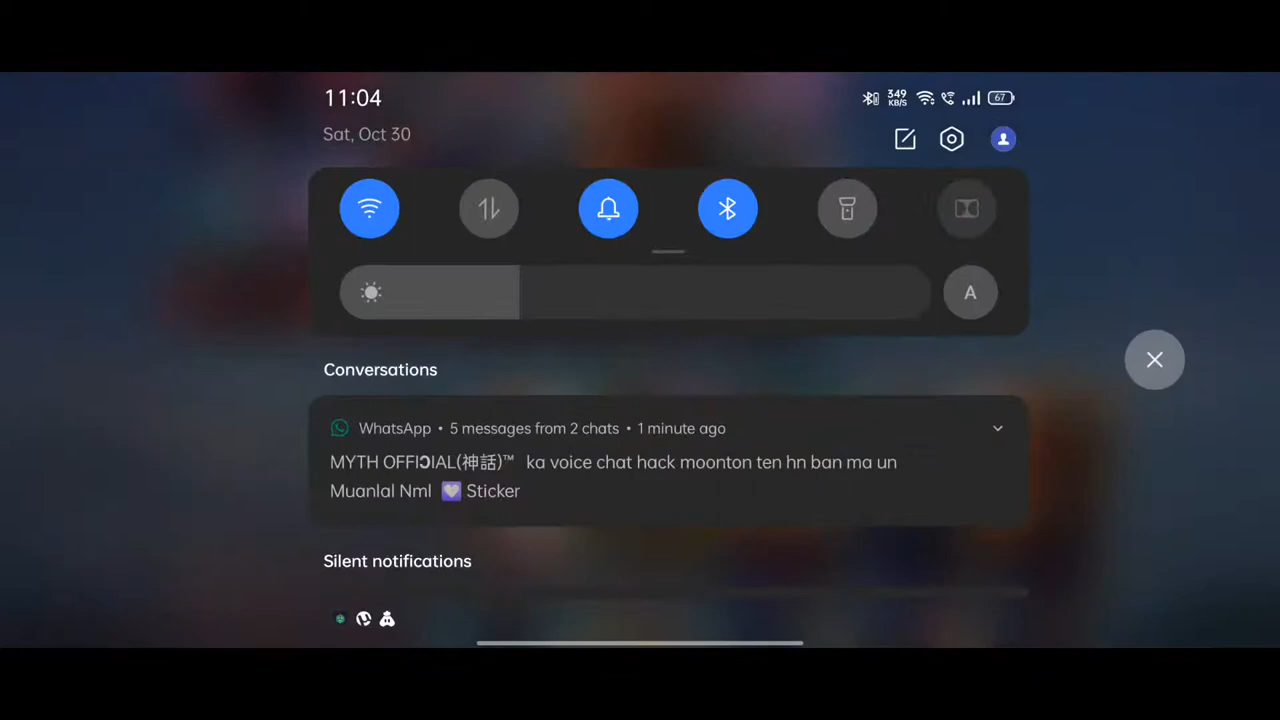 11:04
349 KB/S
67
Sat, Oct 30
A
Conversations
WhatsApp • 5 messages from 2 chats • 1 minute ago
MYTH OFFIƆIAL(神話)™ ka voice chat hack moonton ten hn ban ma un
Muanlal Nml 💟 Sticker
Silent notifications